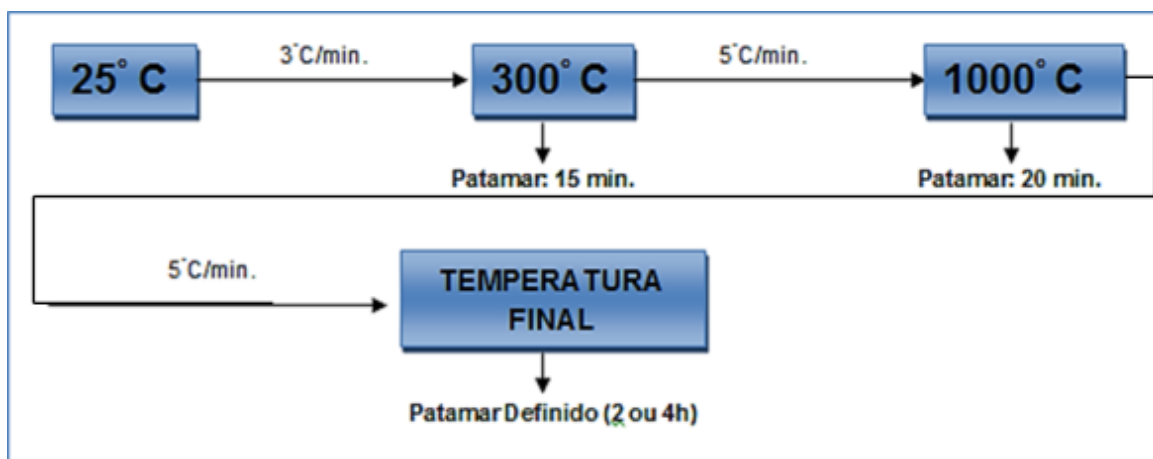 25°C
3°C/min.
300°C
5°C/min.
1000°C
Patamar: 15 min.
Patamar: 20 min.
5°C/min.
TEMPERATURA
FINAL
Patamar Definido (2 ou 4h)